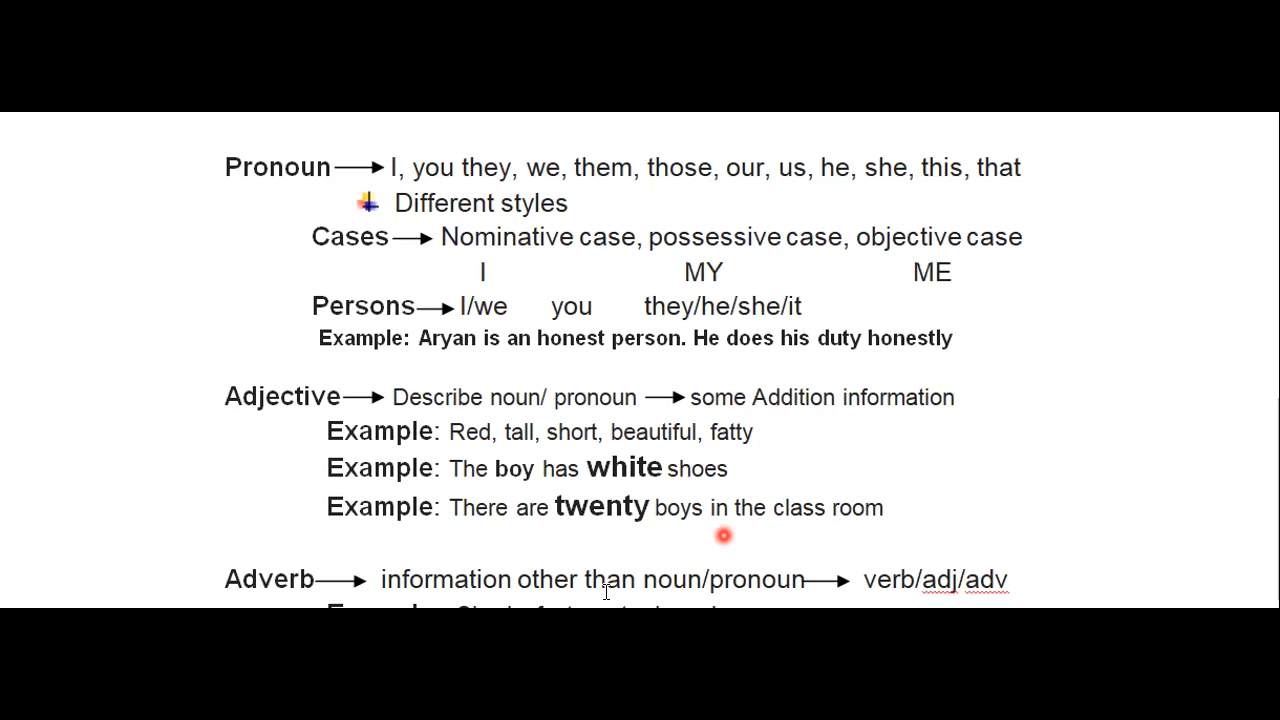 Pronoun → I, you they, we, them, those, our, us, he, she, this, that
Different styles
Cases → Nominative case, possessive case, objective case
I MY ME
Persons → I/we you they/he/she/it
Example: Aryan is an honest person. He does his duty honestly
Adjective → Describe noun/ pronoun → some Addition information
Example: Red, tall, short, beautiful, fatty
Example: The boy has white shoes
Example: There are twenty boys in the class room
Adverb → information other than noun/pronoun → verb/adj/adv